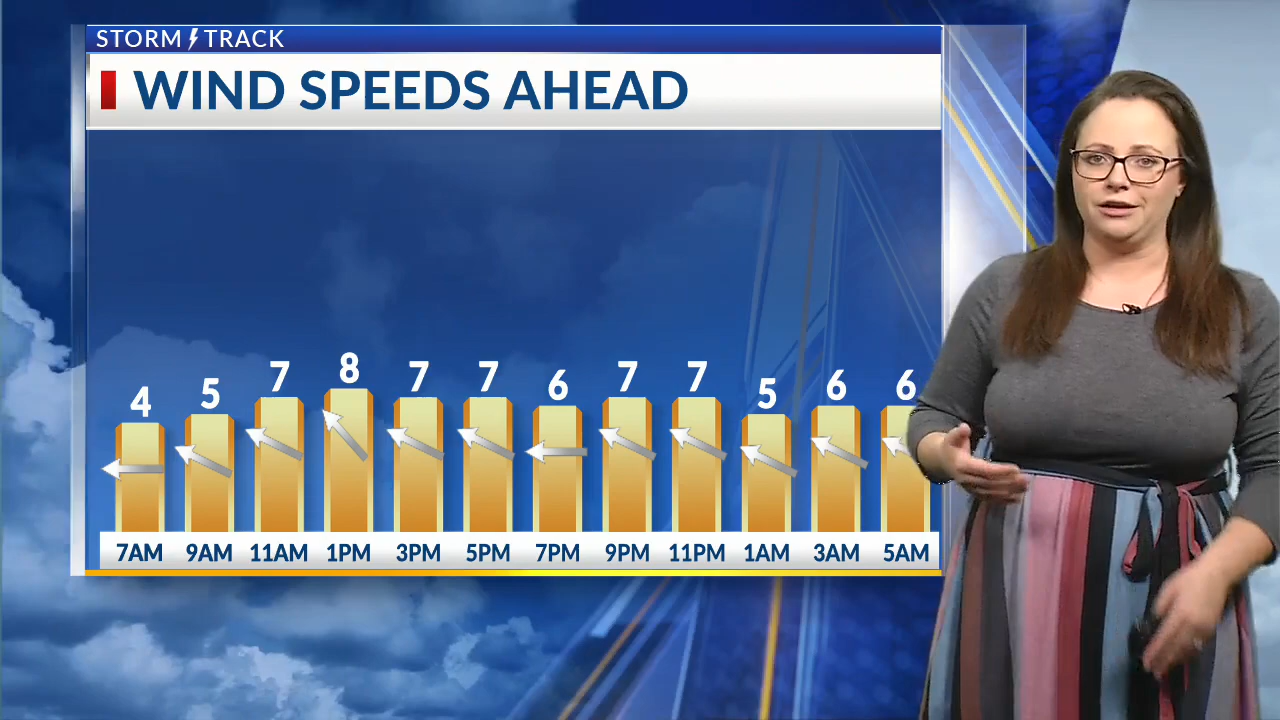 STORM TRACK
WIND SPEEDS AHEAD
4 5 7 8 7 7 6 7 7 5 6 6
7AM 9AM 11AM 1PM 3PM 5PM 7PM 9PM 11PM 1AM 3AM 5AM